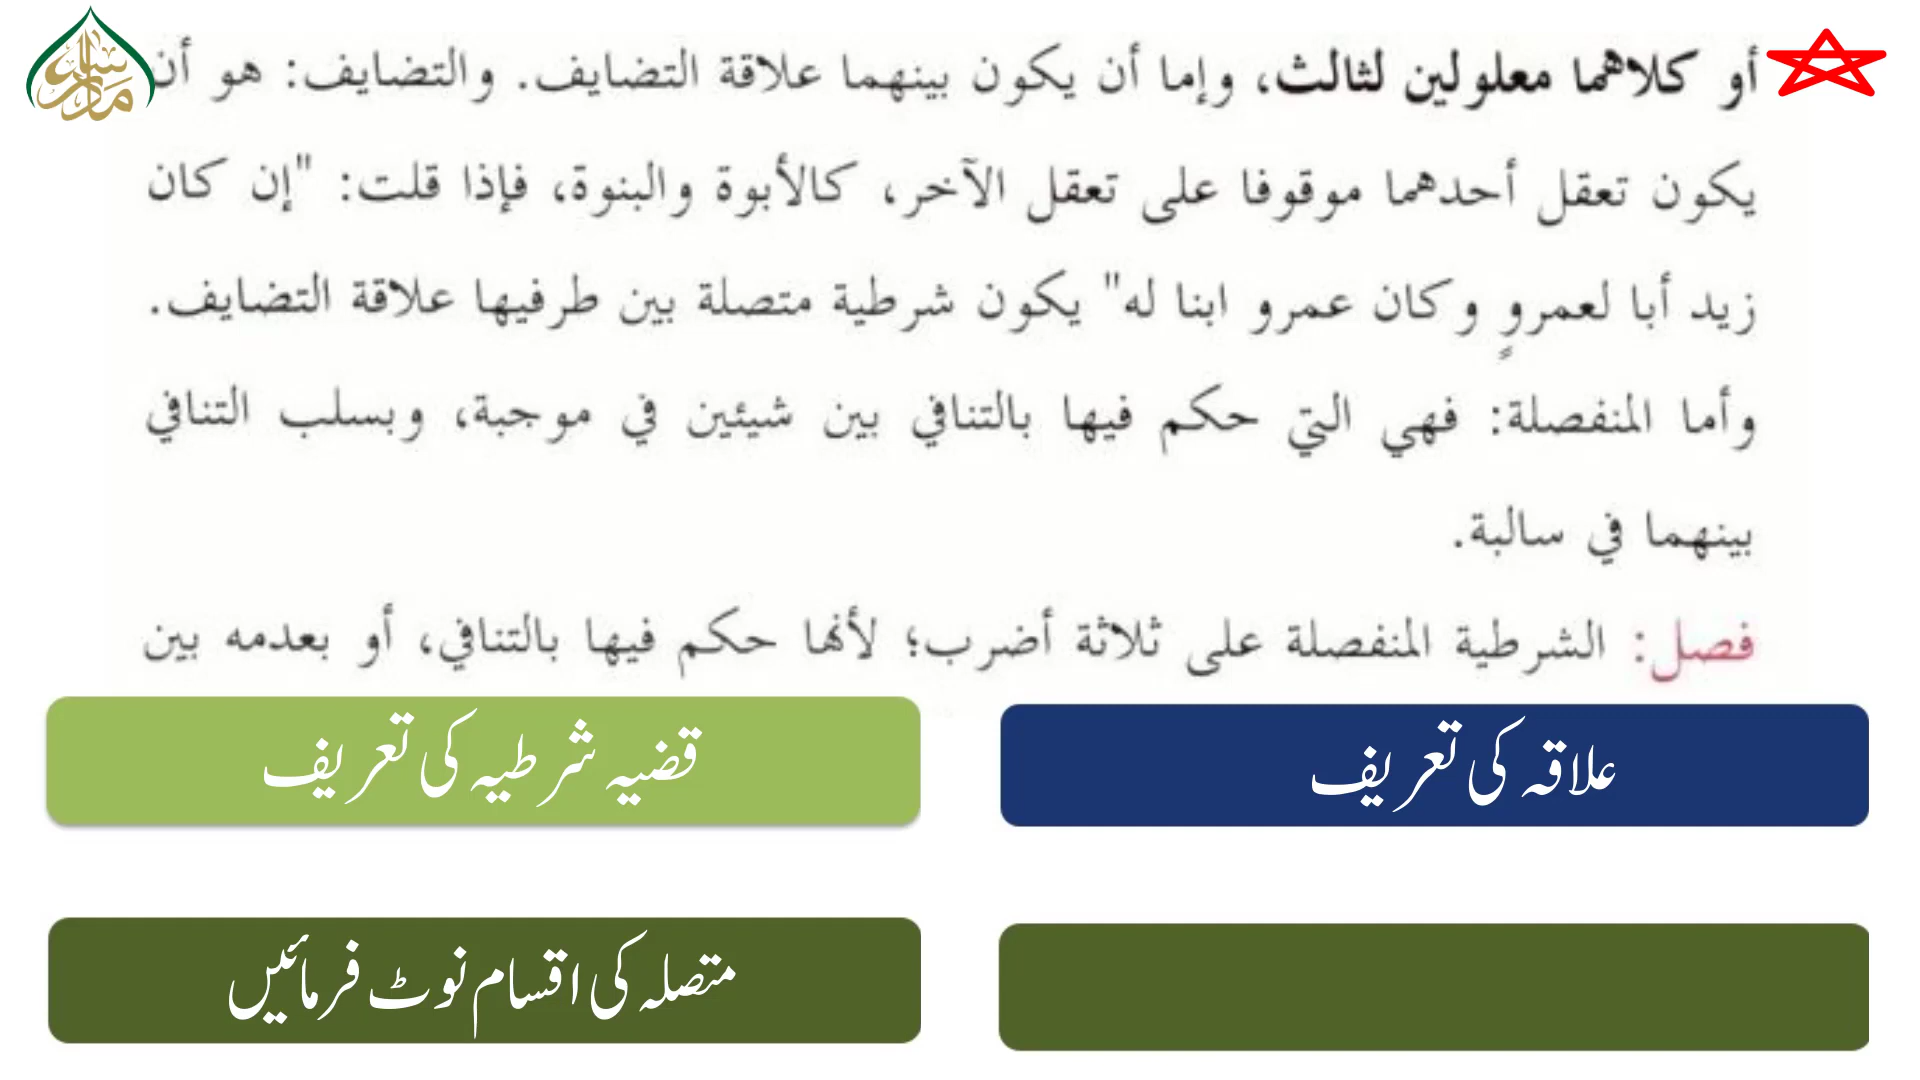 أو كلاهما معلولين لثالث، وإما أن يكون بينهما علاقة التضايف. والتضايف: هو أن
يكون تعقل أحدهما موقوفا على تعقل الآخر، كالأبوة والبنوة، فإذا قلت: "إن كان
زيد أبا لعمروٍ وكان عمرو ابنا له" يكون شرطية متصلة بين طرفيها علاقة التضايف.
وأما المنفصلة: فهي التي حكم فيها بالتنافي بين شيئين في موجبة، وبسلب التنافي
بينهما في سالبة.
فصل: الشرطية المنفصلة على ثلاثة أضرب؛ لأنها حكم فيها بالتنافي، أو بعدمه بين
علاقہ کی تعریف
قضیہ شرطیہ کی تعریف
متصلہ کی اقسام نوٹ فرمائیں